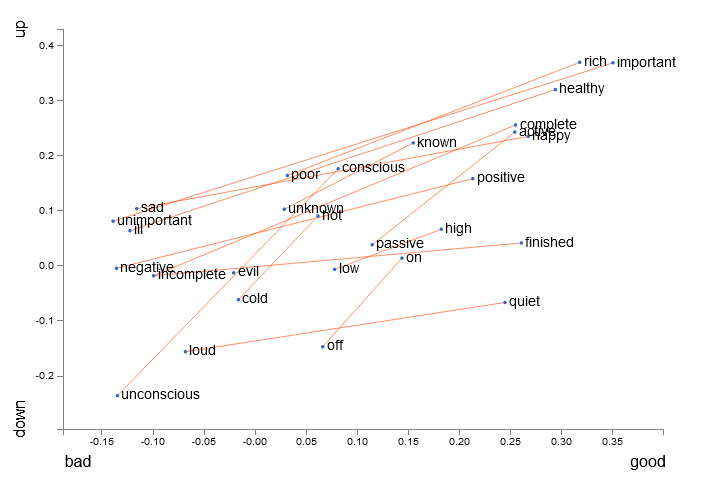 up
0.4
rich
important
healthy
0.3
complete
active
happy
known
0.2
conscious
poor
positive
sad
unknown
0.1
unimportant
hot
ill
high
passive
finished
on
0.0
negative
low
evil
incomplete
cold
quiet
-0.1
off
loud
-0.2
unconscious
down
-0.15
-0.10
-0.05
-0.00
0.05
0.10
0.15
0.20
0.25
0.30
0.35
bad
good